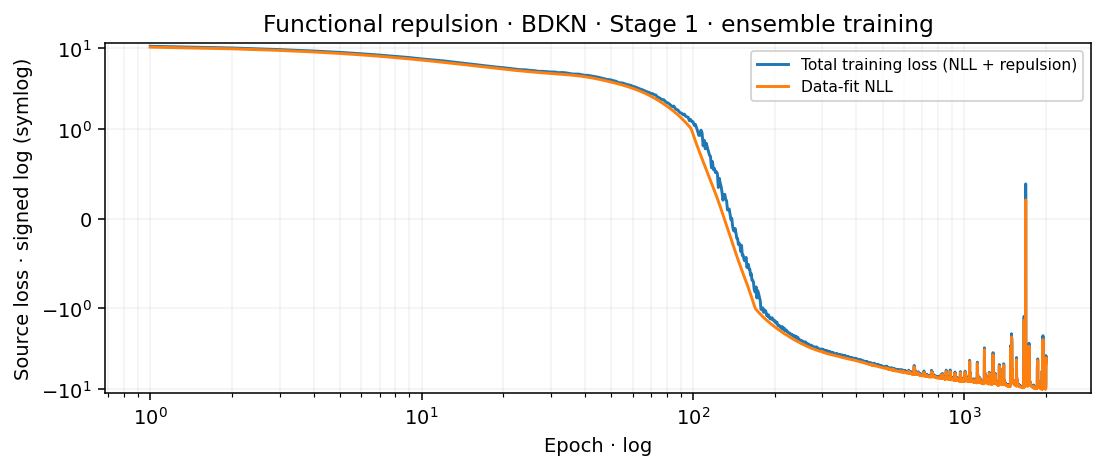 Functional repulsion · BDKN · Stage 1 · ensemble training
Source loss · signed log (symlog)
10¹
10⁰
0
−10⁰
−10¹
Total training loss (NLL + repulsion)
Data-fit NLL
10⁰ 10¹ 10² 10³
Epoch · log